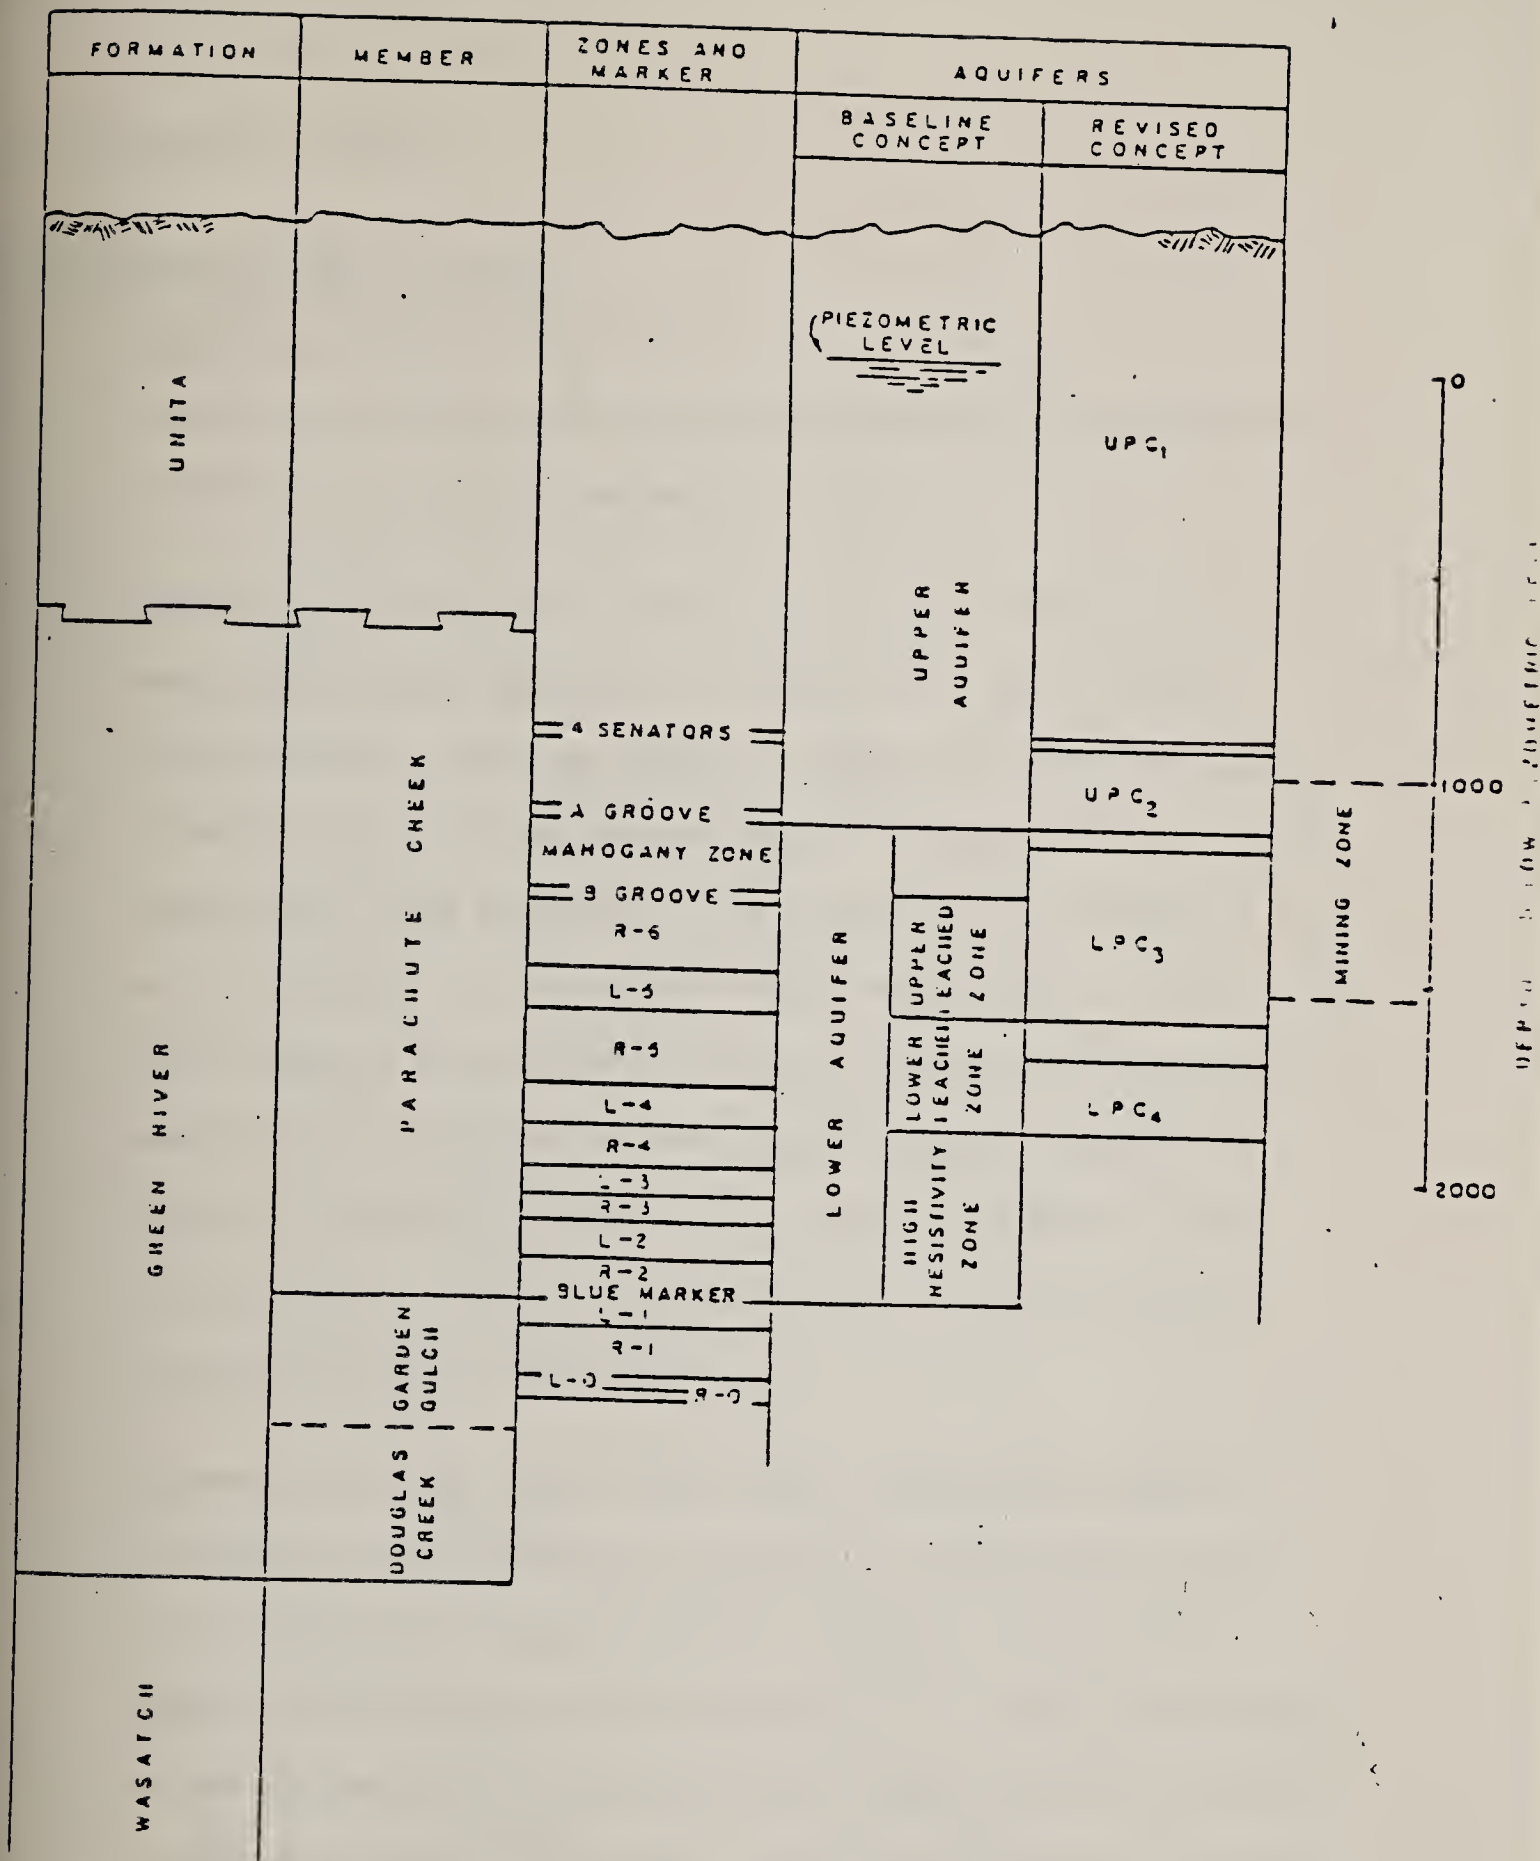 FORMATION
MEMBER
ZONES AND
MARKER
AQUIFERS
BASELINE
CONCEPT
REVISED
CONCEPT
PIEZOMETRIC
LEVEL
UNITA
GREEN RIVER
WASATCH
PARACHUTE CREEK
GARDEN
GULCH
DOUGLAS
CREEK
4 SENATORS
A GROOVE
MAHOGANY ZONE
B GROOVE
R-6
L-5
R-5
L-4
R-4
L-3
R-3
L-2
R-2
BLUE MARKER
L-1
R-1
L-0
R-0
UPPER
AQUIFER
LOWER AQUIFER
UPPER
LEACHED
ZONE
LOWER
LEACHED
ZONE
HIGH
RESISTIVITY
ZONE
UPC1
UPC2
LPC3
LPC4
MINING ZONE
0
1000
2000